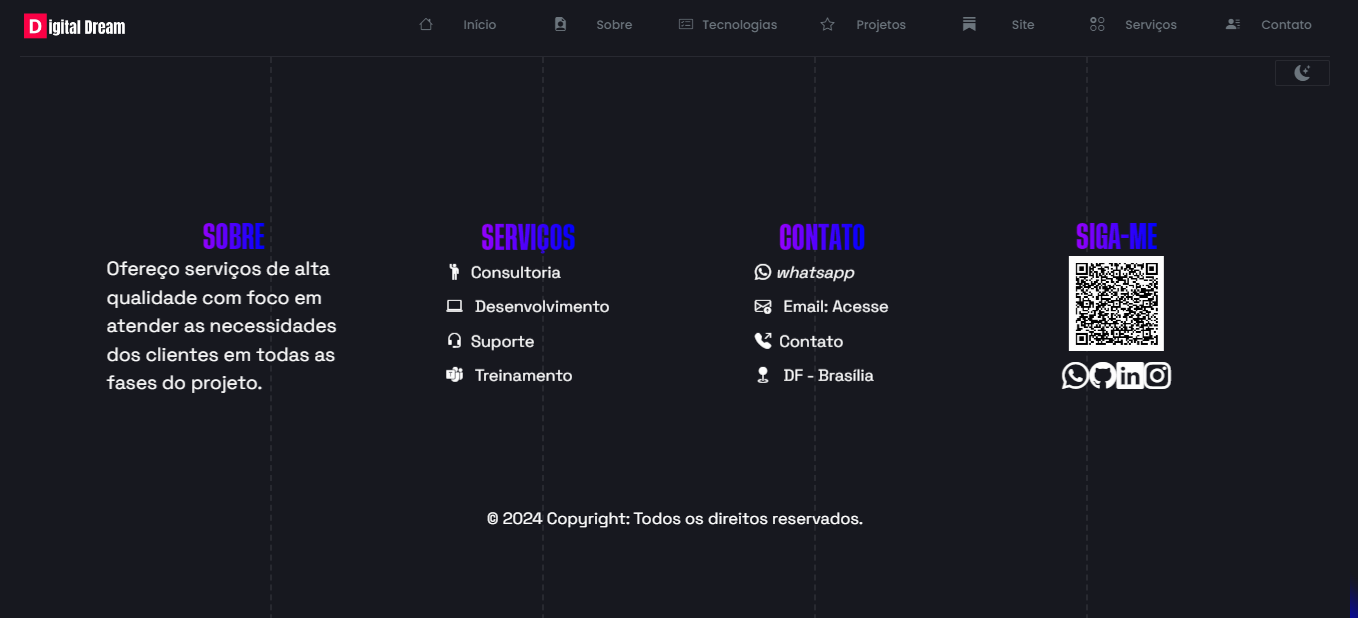 Digital Dream
Início Sobre Tecnologias Projetos Site Serviços Contato
SOBRE
Ofereço serviços de alta
qualidade com foco em
atender as necessidades
dos clientes em todas as
fases do projeto.
SERVIÇOS
Consultoria
Desenvolvimento
Suporte
Treinamento
CONTATO
whatsapp
Email: Acesse
Contato
DF - Brasília
SIGA-ME
© 2024 Copyright: Todos os direitos reservados.